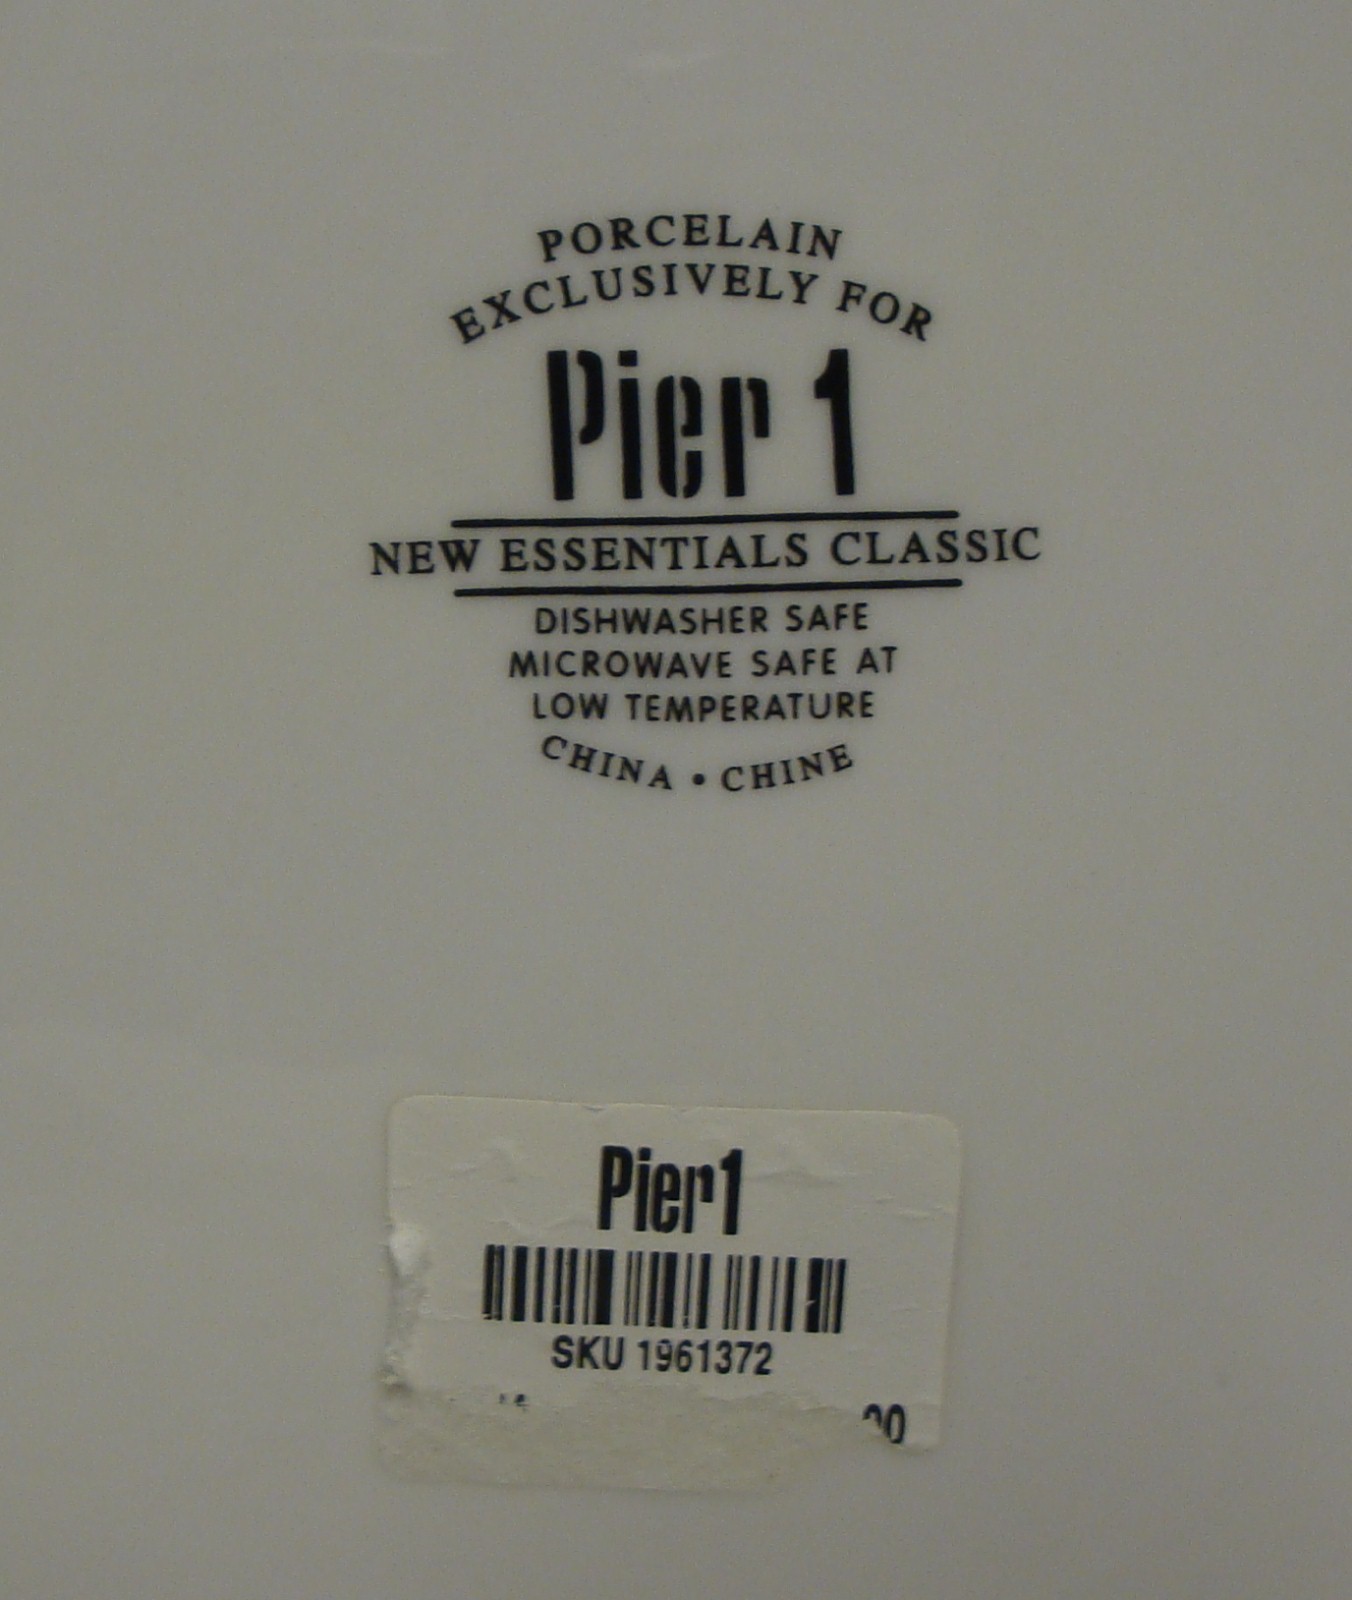 PORCELAIN
EXCLUSIVELY FOR
Pier 1
NEW ESSENTIALS CLASSIC
DISHWASHER SAFE
MICROWAVE SAFE AT
LOW TEMPERATURE
CHINA • CHINE
Pier1
SKU 1961372